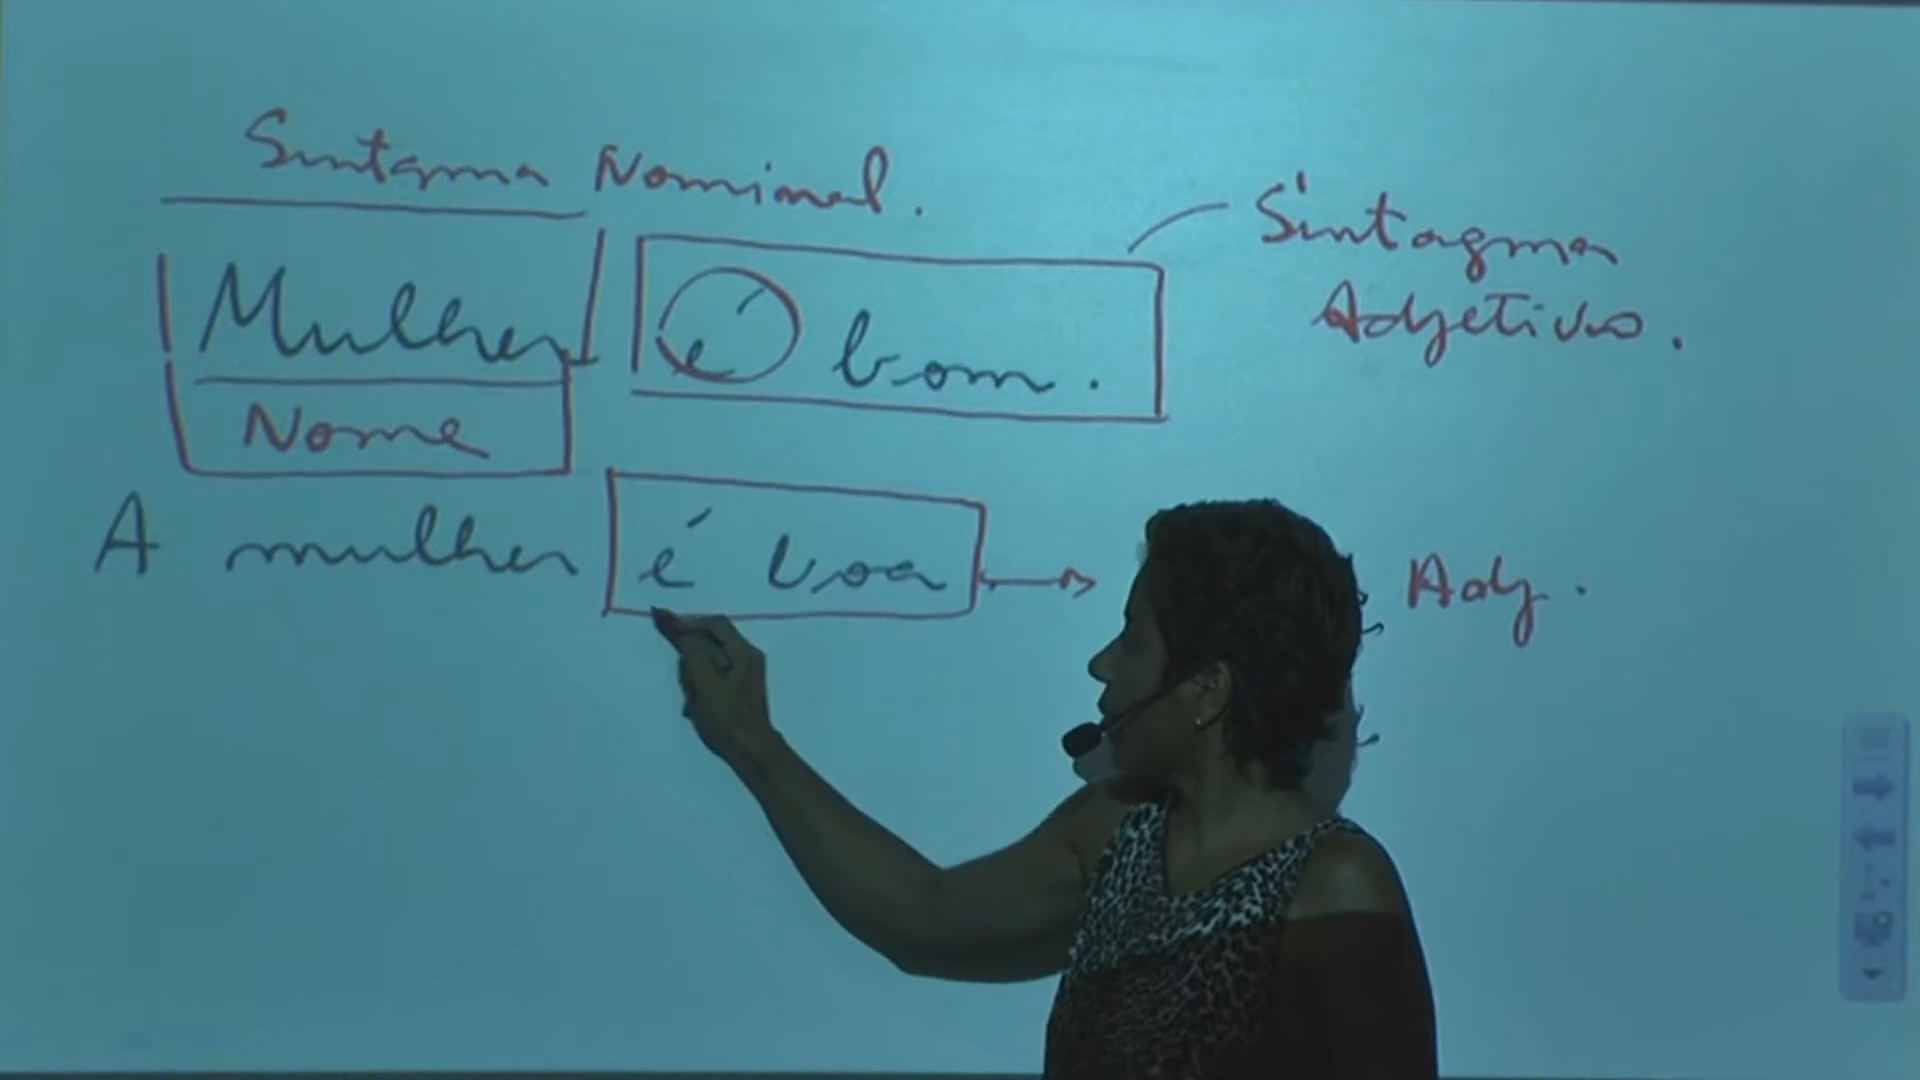 Sintagma Nominal.
Mulher é bom.
Sintagma
Adjetivo.
Nome
A mulher é boa
Adj.